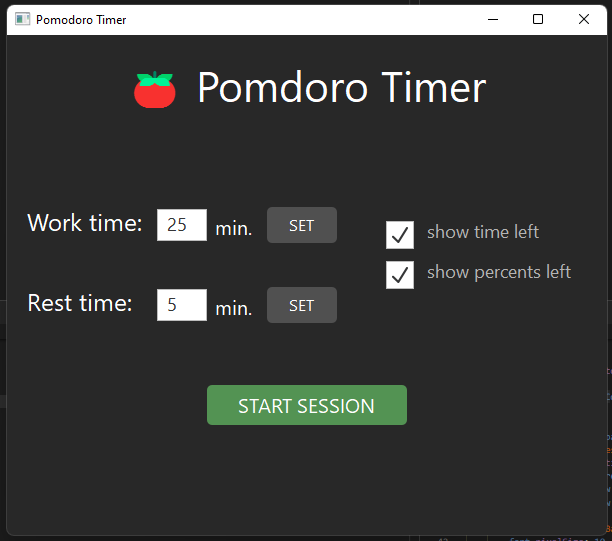 Pomodoro Timer
Pomdoro Timer
Work time: 25 min. SET
show time left
show percents left
Rest time: 5 min. SET
START SESSION